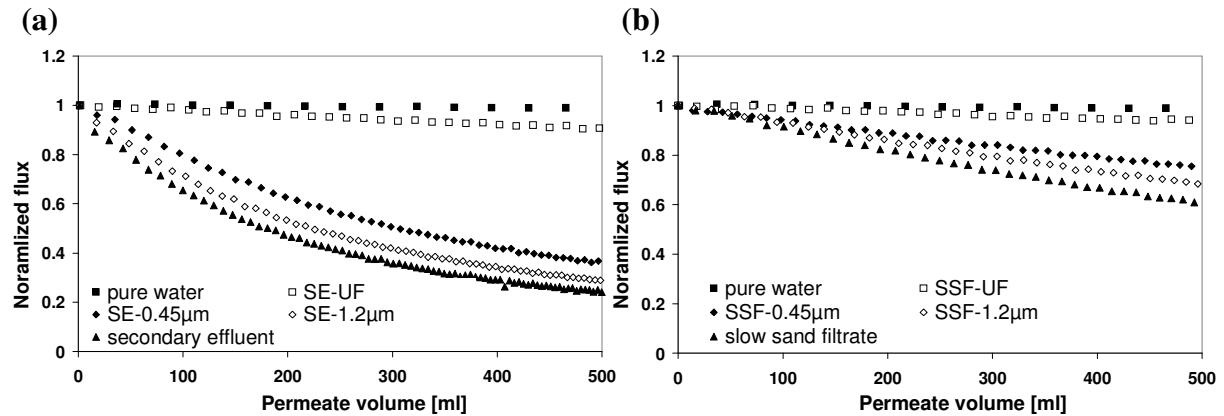 (a)
1.2
1
0.8
0.6
0.4
0.2
0
Noramlized flux
pure water
SE-UF
SE-0.45µm
SE-1.2µm
secondary effluent
0
100
200
300
400
500
Permeate volume [ml]
(b)
1.2
1
0.8
0.6
0.4
0.2
0
Noramlized flux
pure water
SSF-UF
SSF-0.45µm
SSF-1.2µm
slow sand filtrate
0
100
200
300
400
500
Permeate volume [ml]